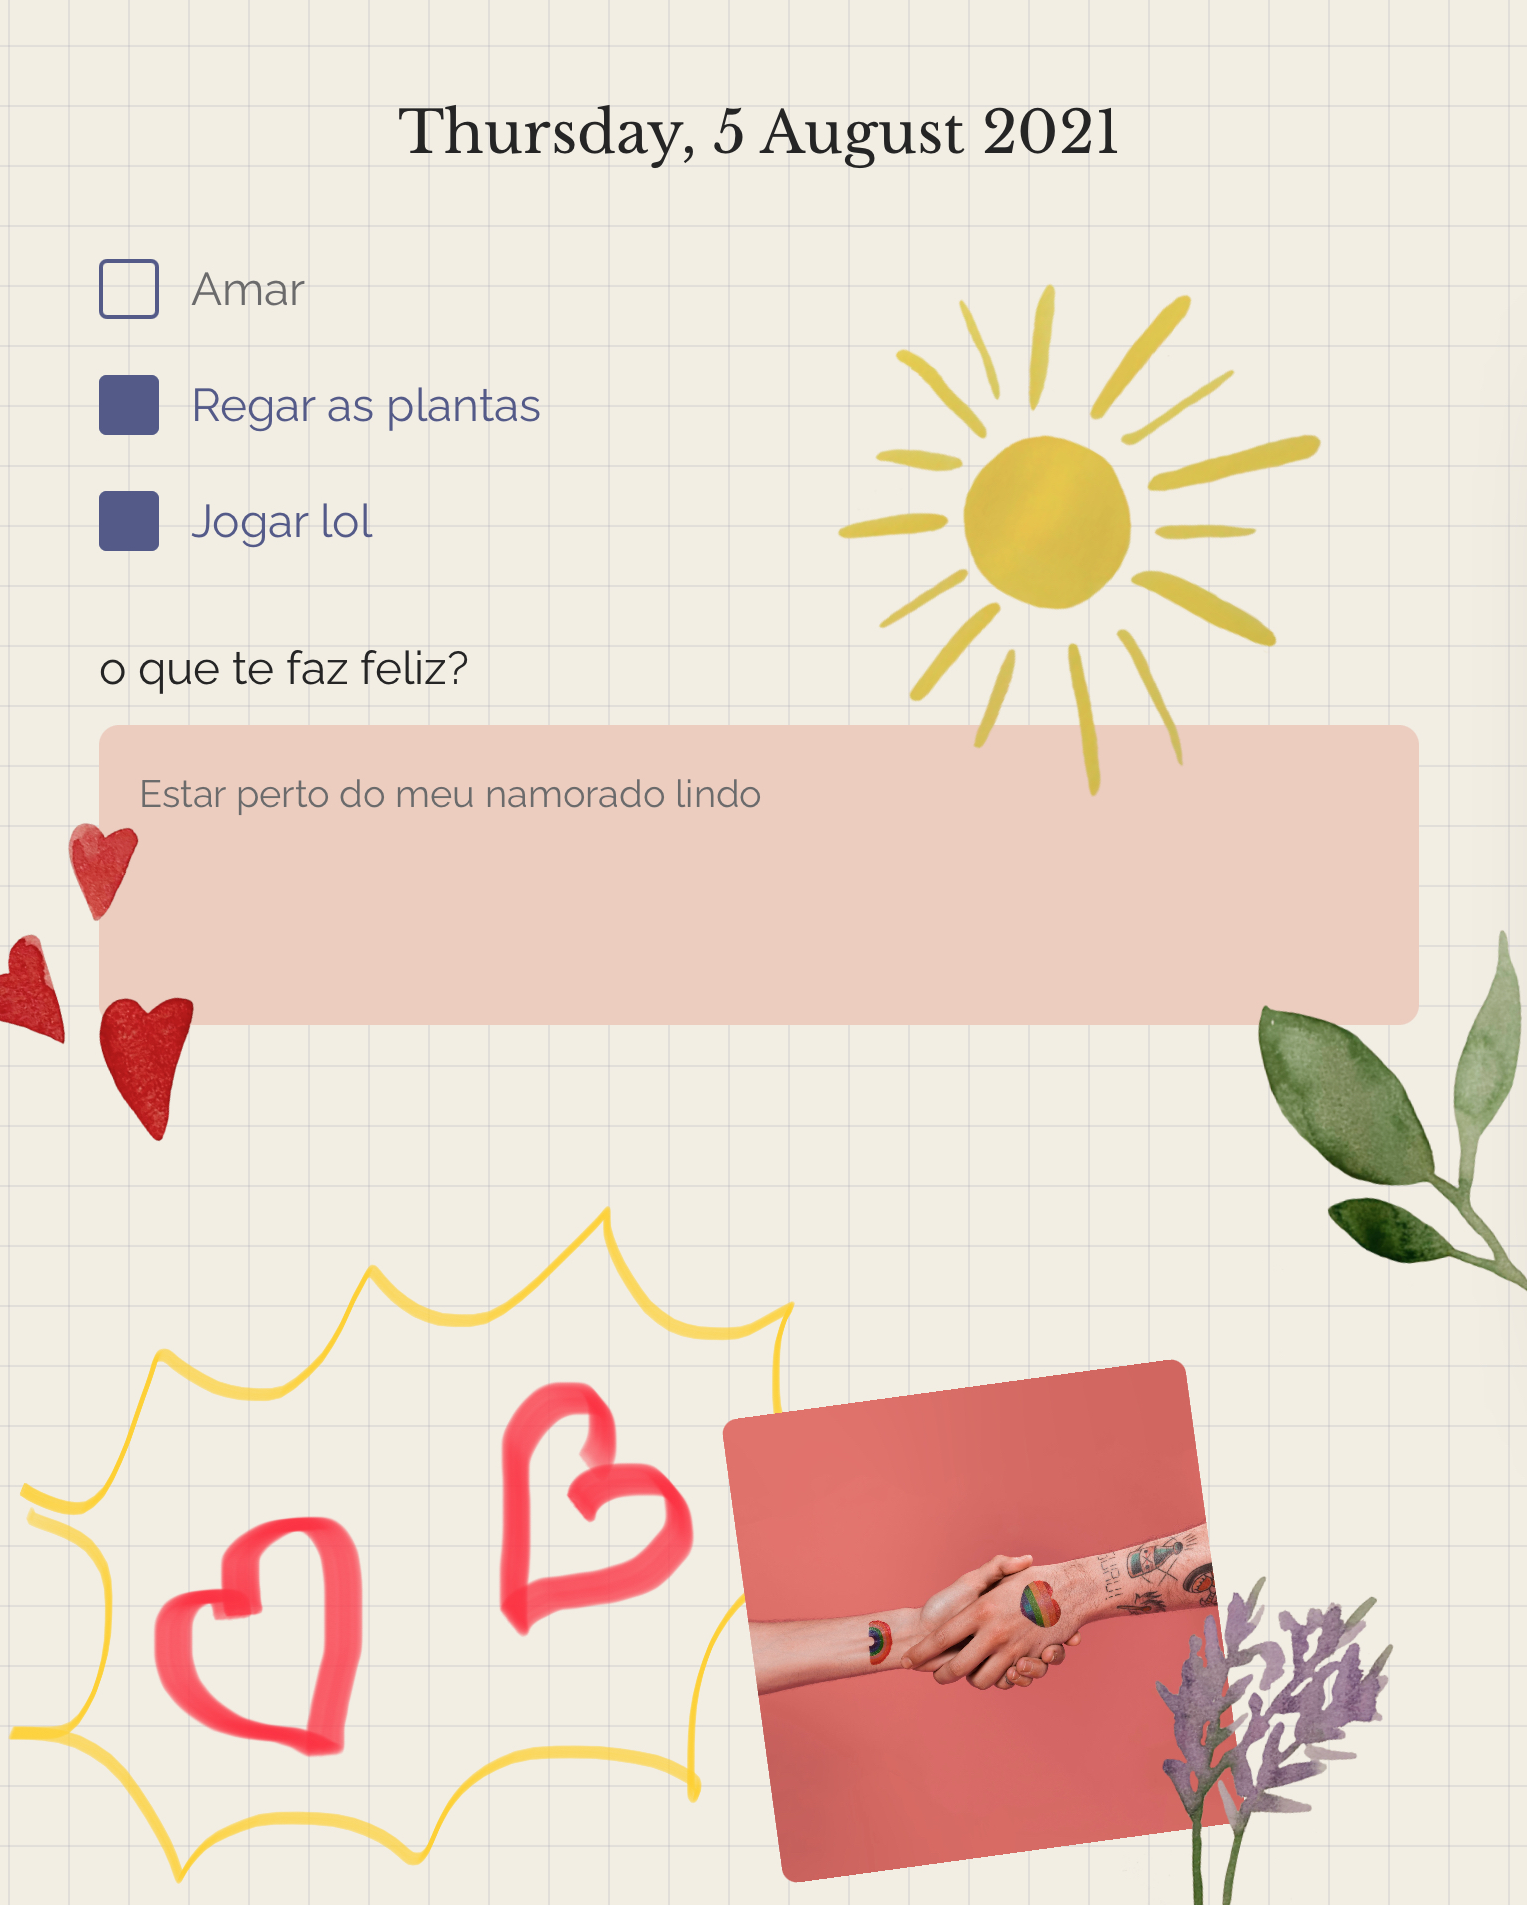 Thursday, 5 August 2021
Amar
Regar as plantas
Jogar lol
o que te faz feliz?
Estar perto do meu namorado lindo